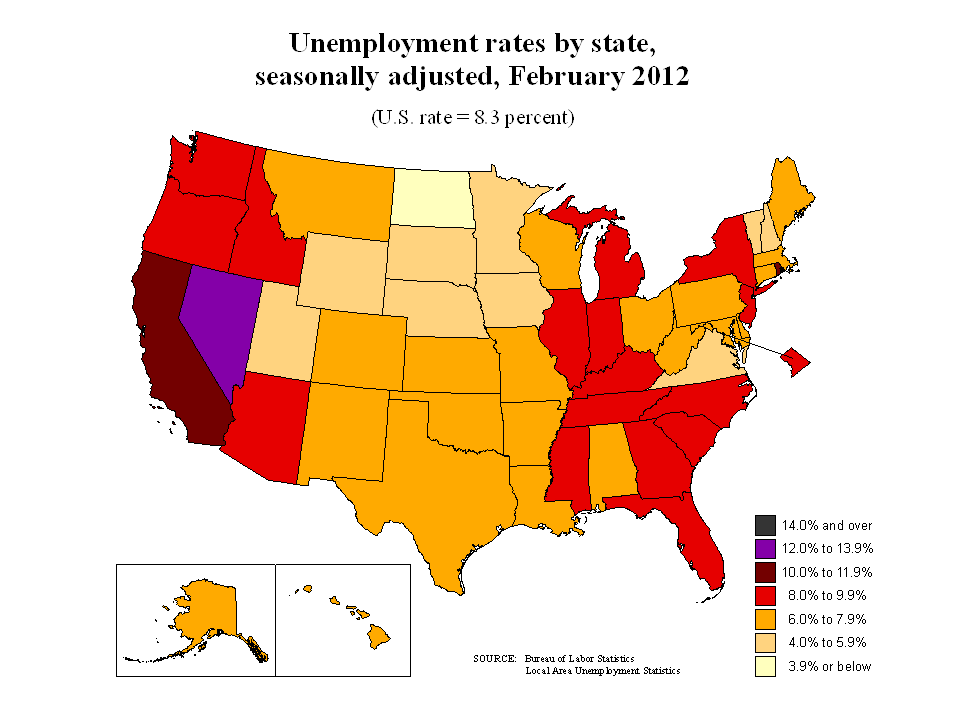 Unemployment rates by state,
seasonally adjusted, February 2012
(U.S. rate = 8.3 percent)
14.0% and over
12.0% to 13.9%
10.0% to 11.9%
8.0% to 9.9%
6.0% to 7.9%
4.0% to 5.9%
3.9% or below
SOURCE: Bureau of Labor Statistics
Local Area Unemployment Statistics